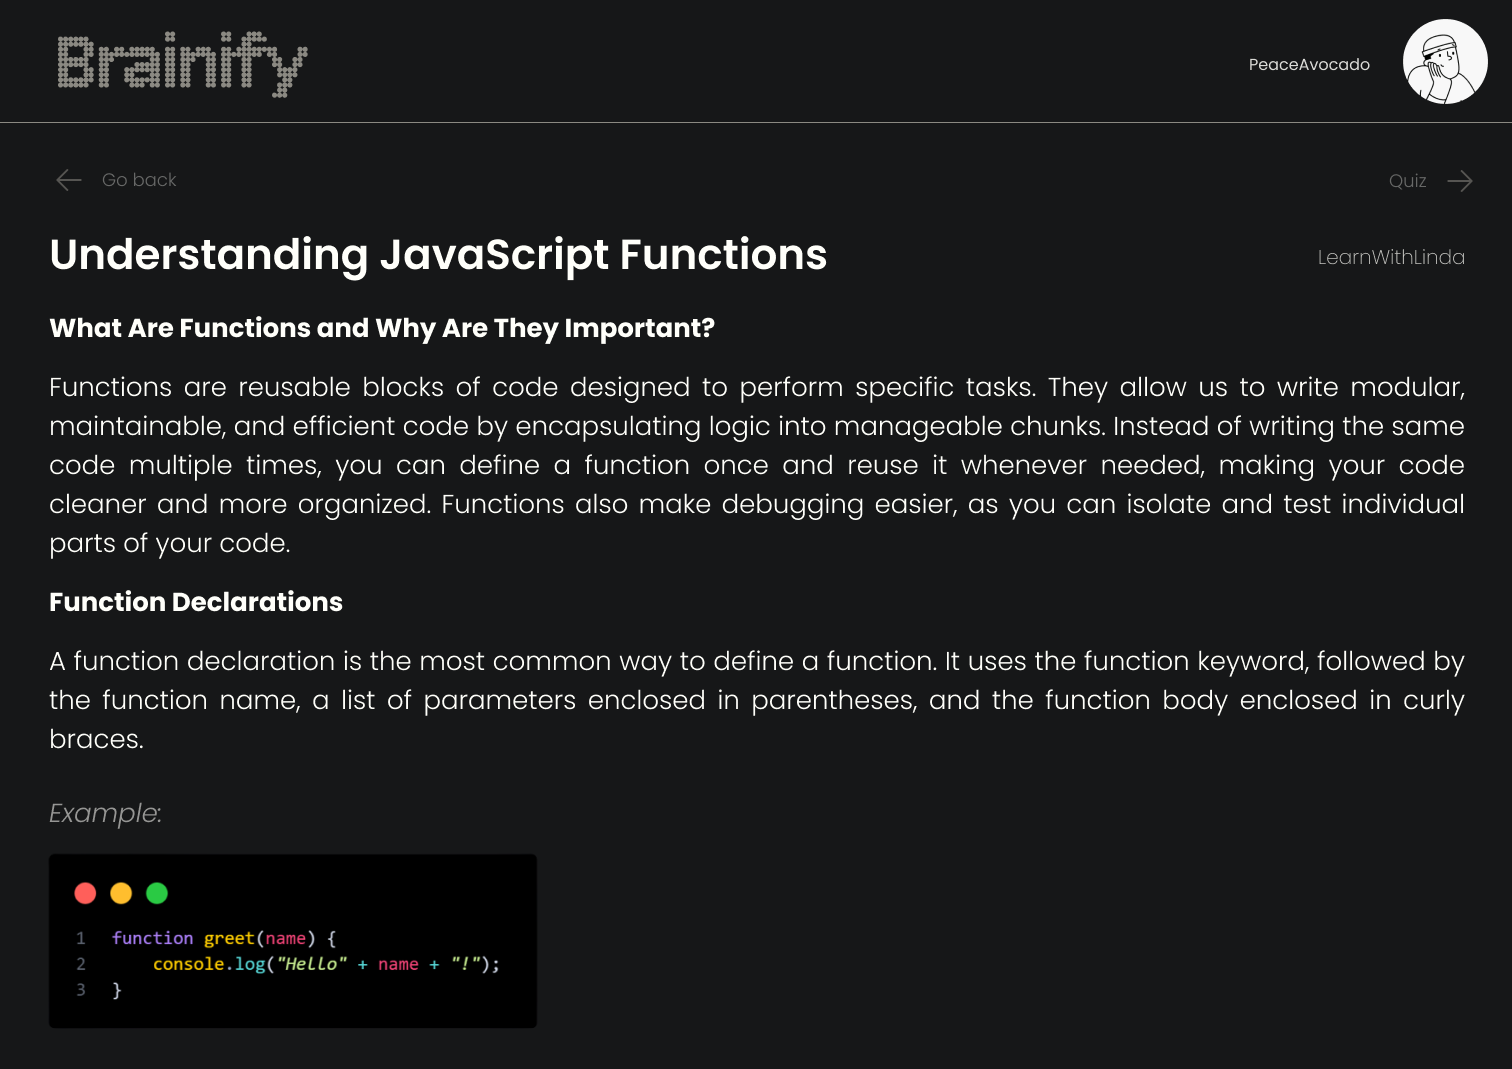 Brainify
PeaceAvocado
Go back
Quiz
Understanding JavaScript Functions
LearnWithLinda
What Are Functions and Why Are They Important?
Functions are reusable blocks of code designed to perform specific tasks. They allow us to write modular,
maintainable, and efficient code by encapsulating logic into manageable chunks. Instead of writing the same
code multiple times, you can define a function once and reuse it whenever needed, making your code
cleaner and more organized. Functions also make debugging easier, as you can isolate and test individual
parts of your code.
Function Declarations
A function declaration is the most common way to define a function. It uses the function keyword, followed by
the function name, a list of parameters enclosed in parentheses, and the function body enclosed in curly
braces.
Example:
1 function greet(name) {
2     console.log("Hello" + name + "!");
3 }